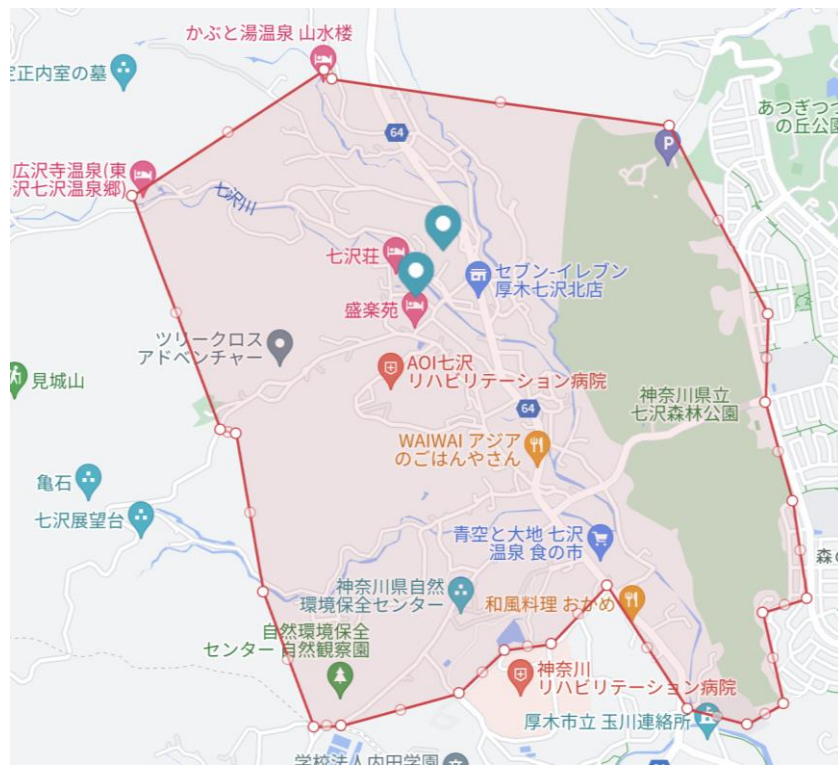 かぶと湯温泉 山水楼
定正内室の墓
64
あつぎつつ
の丘公園
P
広沢寺温泉(東
沢七沢温泉郷)
七沢川
七沢荘
セブン-イレブン
厚木七沢北店
盛楽苑
ツリークロス
アドベンチャー
AOI七沢
リハビリテーション病院
見城山
神奈川県立
七沢森林公園
64
WAIWAI アジア
のごはんやさん
亀石
七沢展望台
青空と大地 七沢
温泉 食の市
森の
神奈川県自然
環境保全センター
和風料理 おかめ
自然環境保全
センター 自然観察園
神奈川
リハビリテーション病院
厚木市立 玉川連絡所
学校法人内田学園